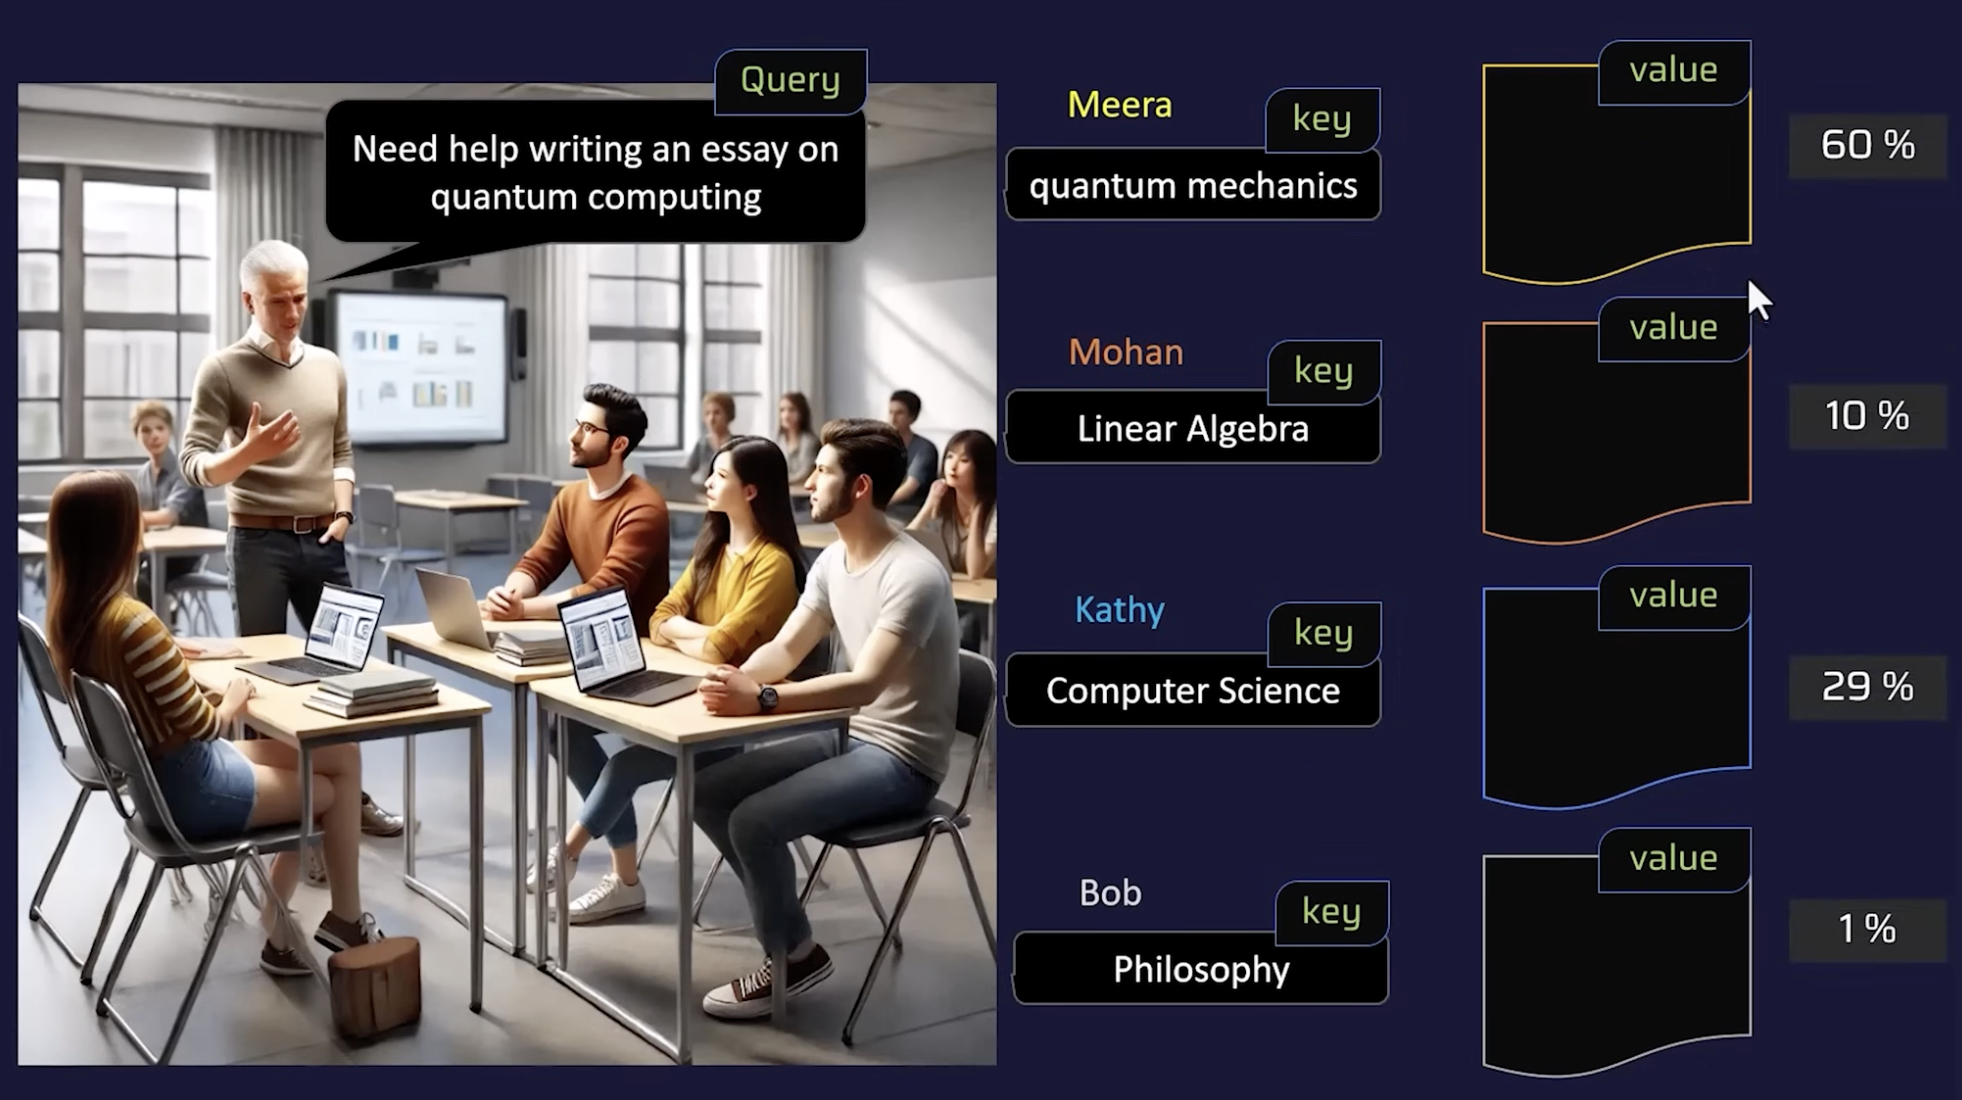 Query
Need help writing an essay on
quantum computing
Meera
key
quantum mechanics
value
60 %
Mohan
key
Linear Algebra
value
10 %
Kathy
key
Computer Science
value
29 %
Bob
key
Philosophy
value
1 %